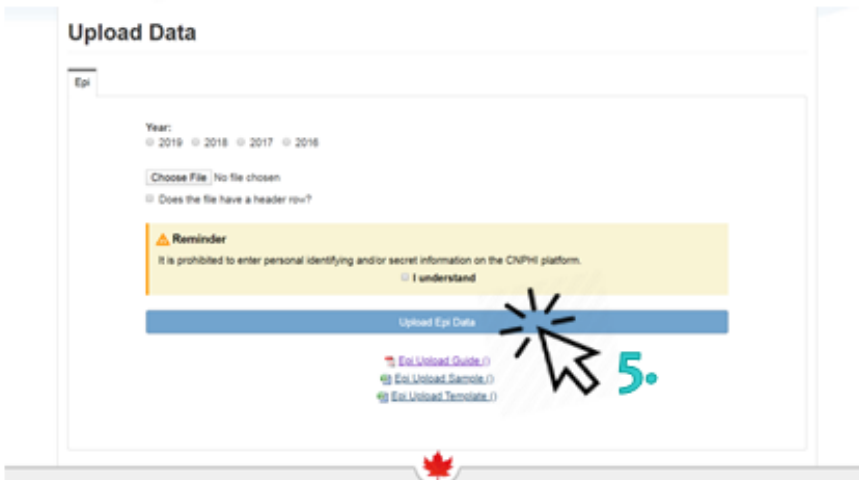 Upload Data
Epi
Year:
2019 2018 2017 2016
Choose File No file chosen
Does the file have a header row?
Reminder
It is prohibited to enter personal identifying and/or secret information on the CNPHI platform.
I understand
Upload Epi Data
Epi Upload Guide ()
Epi Upload Sample ()
Epi Upload Template ()
5.